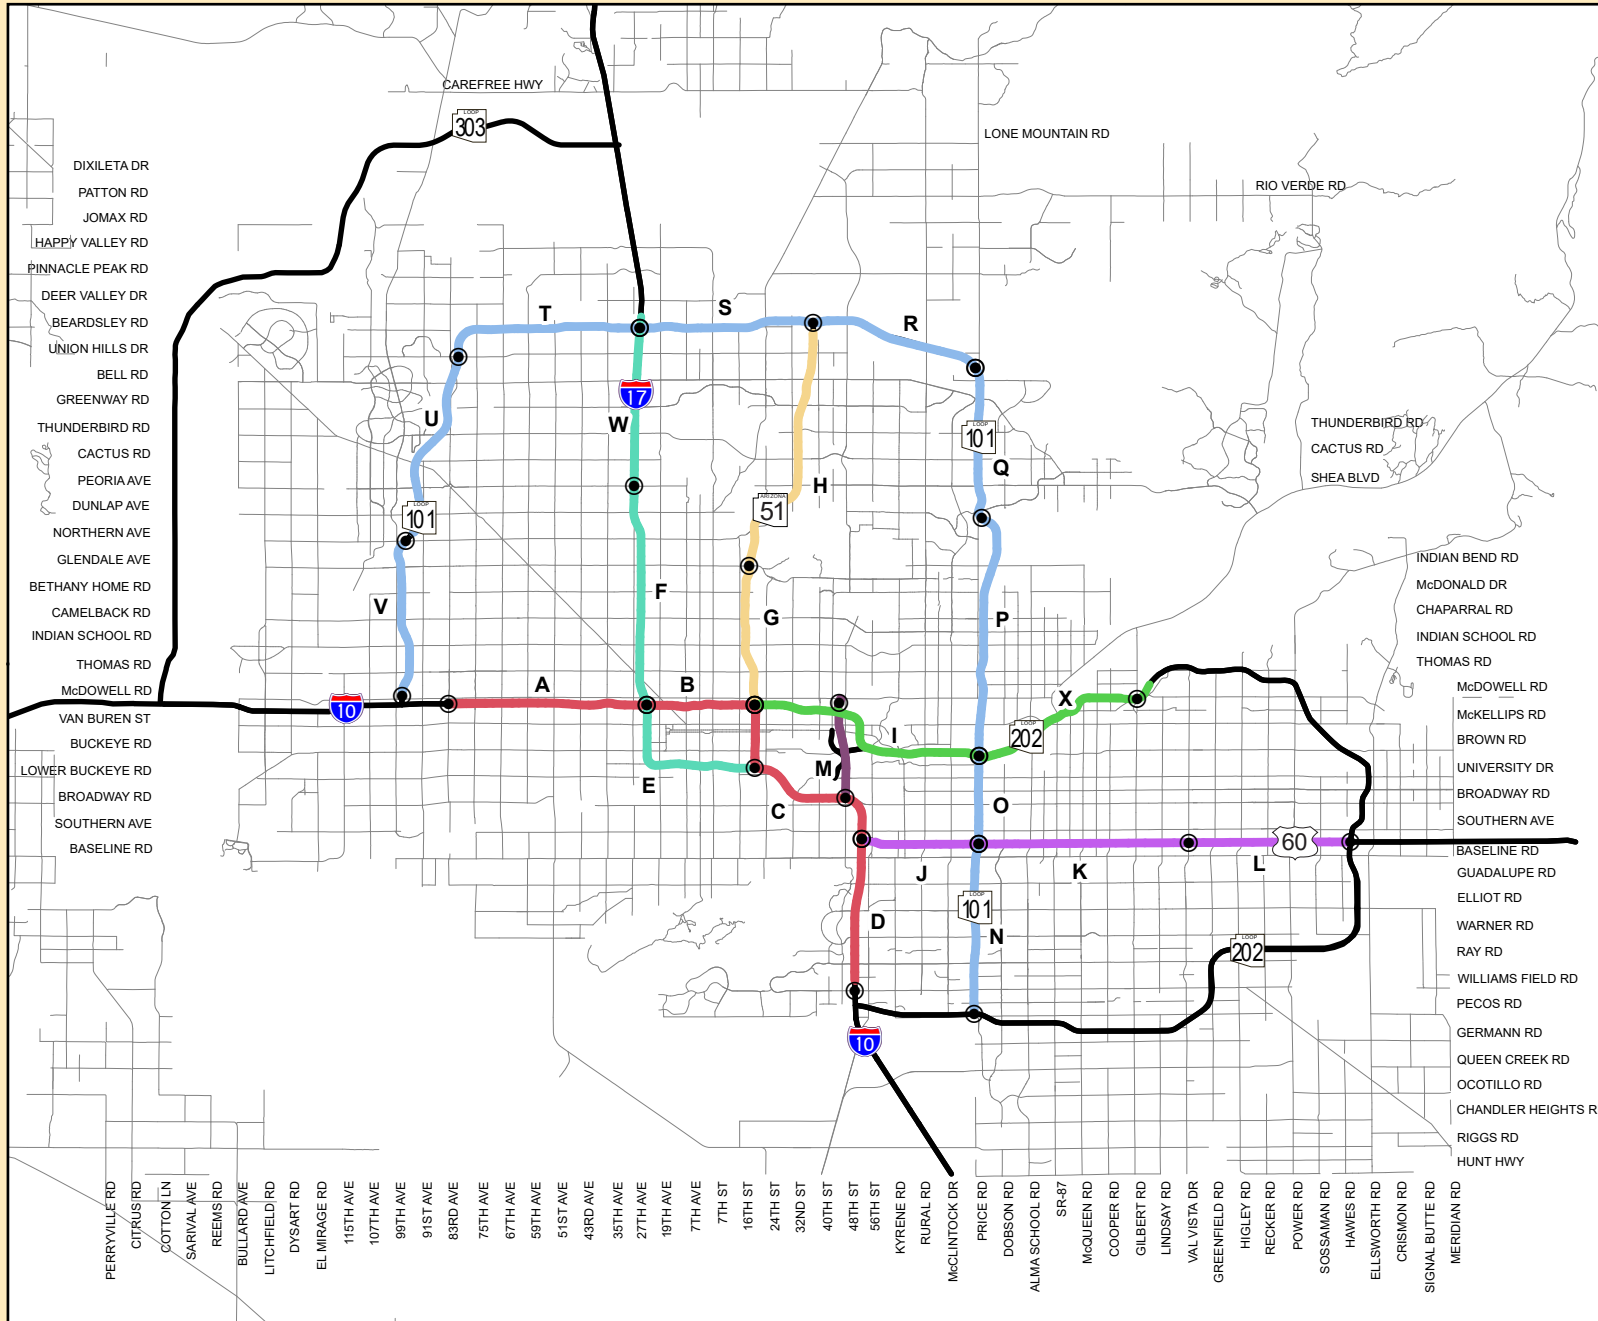 CAREFREE HWY
LOOP
303
LONE MOUNTAIN RD
RIO VERDE RD
DIXILETA DR
PATTON RD
JOMAX RD
HAPPY VALLEY RD
PINNACLE PEAK RD
DEER VALLEY DR
BEARDSLEY RD
UNION HILLS DR
BELL RD
GREENWAY RD
THUNDERBIRD RD
CACTUS RD
PEORIA AVE
DUNLAP AVE
NORTHERN AVE
GLENDALE AVE
BETHANY HOME RD
CAMELBACK RD
INDIAN SCHOOL RD
THOMAS RD
McDOWELL RD
VAN BUREN ST
BUCKEYE RD
LOWER BUCKEYE RD
BROADWAY RD
SOUTHERN AVE
BASELINE RD
T
S
R
U
17
W
H
LOOP
101
Q
ARIZONA
51
LOOP
101
V
F
G
P
A
B
X
10
I
LOOP
202
M
E
C
O
J
K
L
60
D
LOOP
101
N
LOOP
202
10
THUNDERBIRD RD
CACTUS RD
SHEA BLVD
INDIAN BEND RD
McDONALD DR
CHAPARRAL RD
INDIAN SCHOOL RD
THOMAS RD
McDOWELL RD
McKELLIPS RD
BROWN RD
UNIVERSITY DR
BROADWAY RD
SOUTHERN AVE
BASELINE RD
GUADALUPE RD
ELLIOT RD
WARNER RD
RAY RD
WILLIAMS FIELD RD
PECOS RD
GERMANN RD
QUEEN CREEK RD
OCOTILLO RD
CHANDLER HEIGHTS R
RIGGS RD
HUNT HWY
PERRYVILLE RD
CITRUS RD
COTTON LN
SARIVAL AVE
REEMS RD
BULLARD AVE
LITCHFIELD RD
DYSART RD
EL MIRAGE RD
115TH AVE
107TH AVE
99TH AVE
91ST AVE
83RD AVE
75TH AVE
67TH AVE
59TH AVE
51ST AVE
43RD AVE
35TH AVE
27TH AVE
19TH AVE
7TH AVE
7TH ST
16TH ST
24TH ST
32ND ST
40TH ST
48TH ST
56TH ST
KYRENE RD
RURAL RD
McCLINTOCK DR
PRICE RD
DOBSON RD
ALMA SCHOOL RD
SR-87
McQUEEN RD
COOPER RD
GILBERT RD
LINDSAY RD
VAL VISTA DR
GREENFIELD RD
HIGLEY RD
RECKER RD
POWER RD
SOSSAMAN RD
HAWES RD
ELLSWORTH RD
CRISMON RD
SIGNAL BUTTE RD
MERIDIAN RD